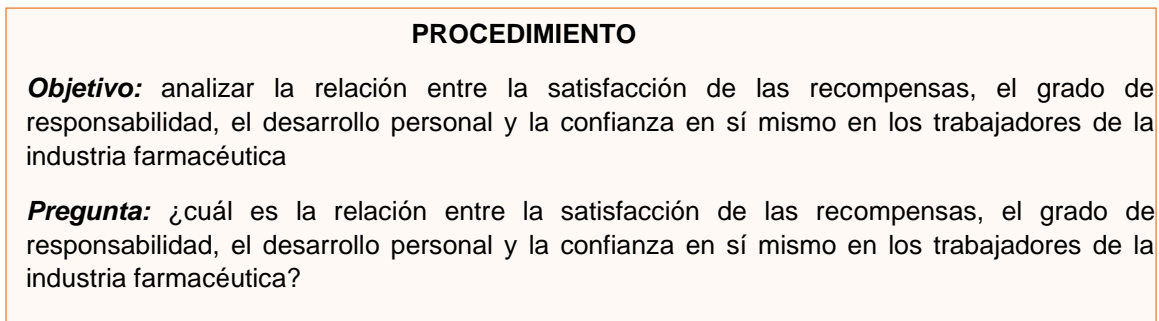 PROCEDIMIENTO
Objetivo: analizar la relación entre la satisfacción de las recompensas, el grado de
responsabilidad, el desarrollo personal y la confianza en sí mismo en los trabajadores de la
industria farmacéutica
Pregunta: ¿cuál es la relación entre la satisfacción de las recompensas, el grado de
responsabilidad, el desarrollo personal y la confianza en sí mismo en los trabajadores de la
industria farmacéutica?